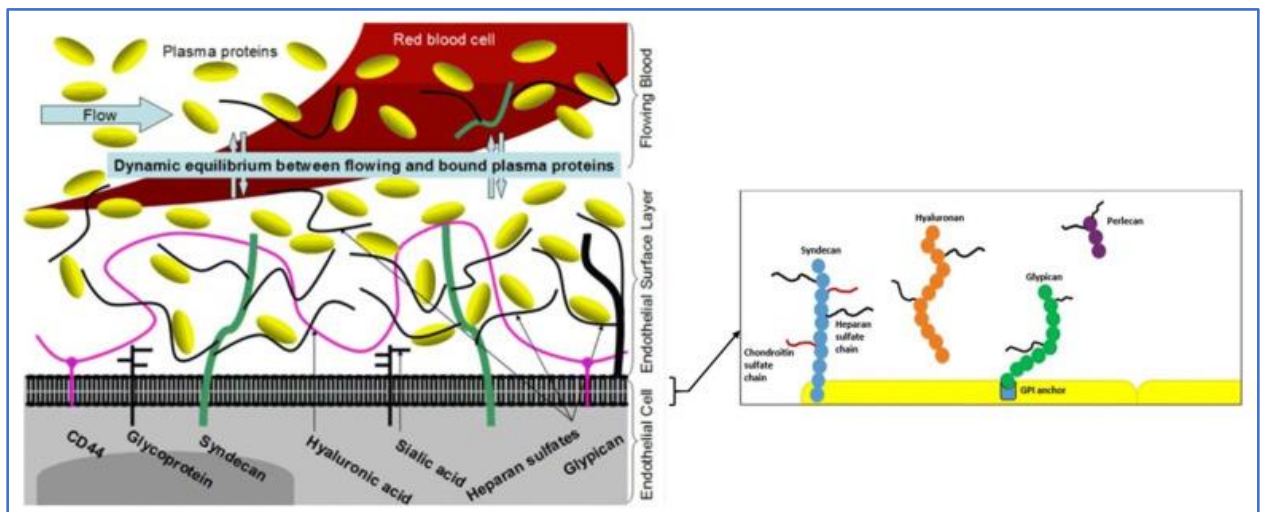 Plasma proteins
Red blood cell
Flow
Flowing Blood
Dynamic equilibrium between flowing and bound plasma proteins
Endothelial Surface Layer
Endothelial Cell
CD44
Glycoprotein
Syndecan
Hyaluronic acid
Sialic acid
Heparan sulfates
Glypican
Syndecan
Hyaluronan
Perlecan
Glypican
Heparan
sulfate
chain
Chondroitin
sulfate
chain
GPI anchor